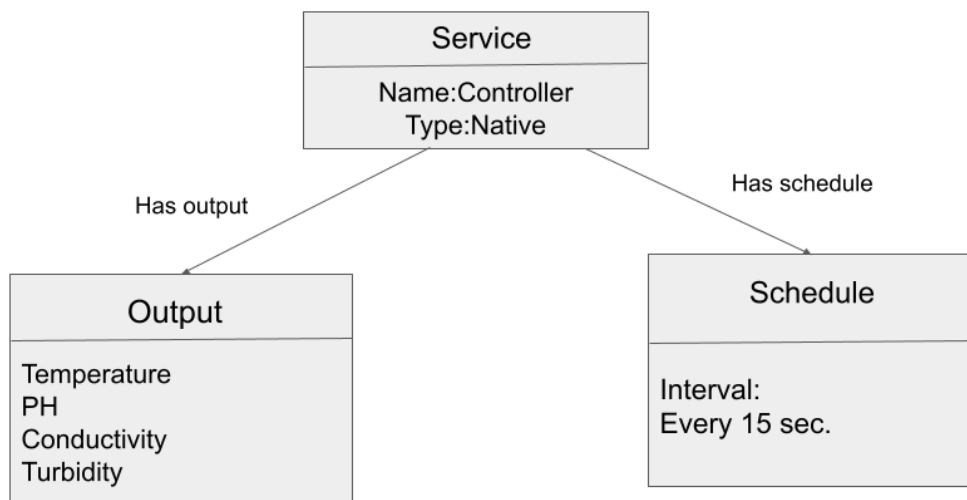 Service
Name:Controller
Type:Native
Has output
Has schedule
Output
Temperature
PH
Conductivity
Turbidity
Schedule
Interval:
Every 15 sec.